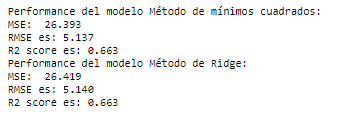 Performance del modelo Método de mínimos cuadrados:
MSE:  26.393
RMSE es: 5.137
R2 score es: 0.663
Performance del modelo Método de Ridge:
MSE:  26.419
RMSE es: 5.140
R2 score es: 0.663